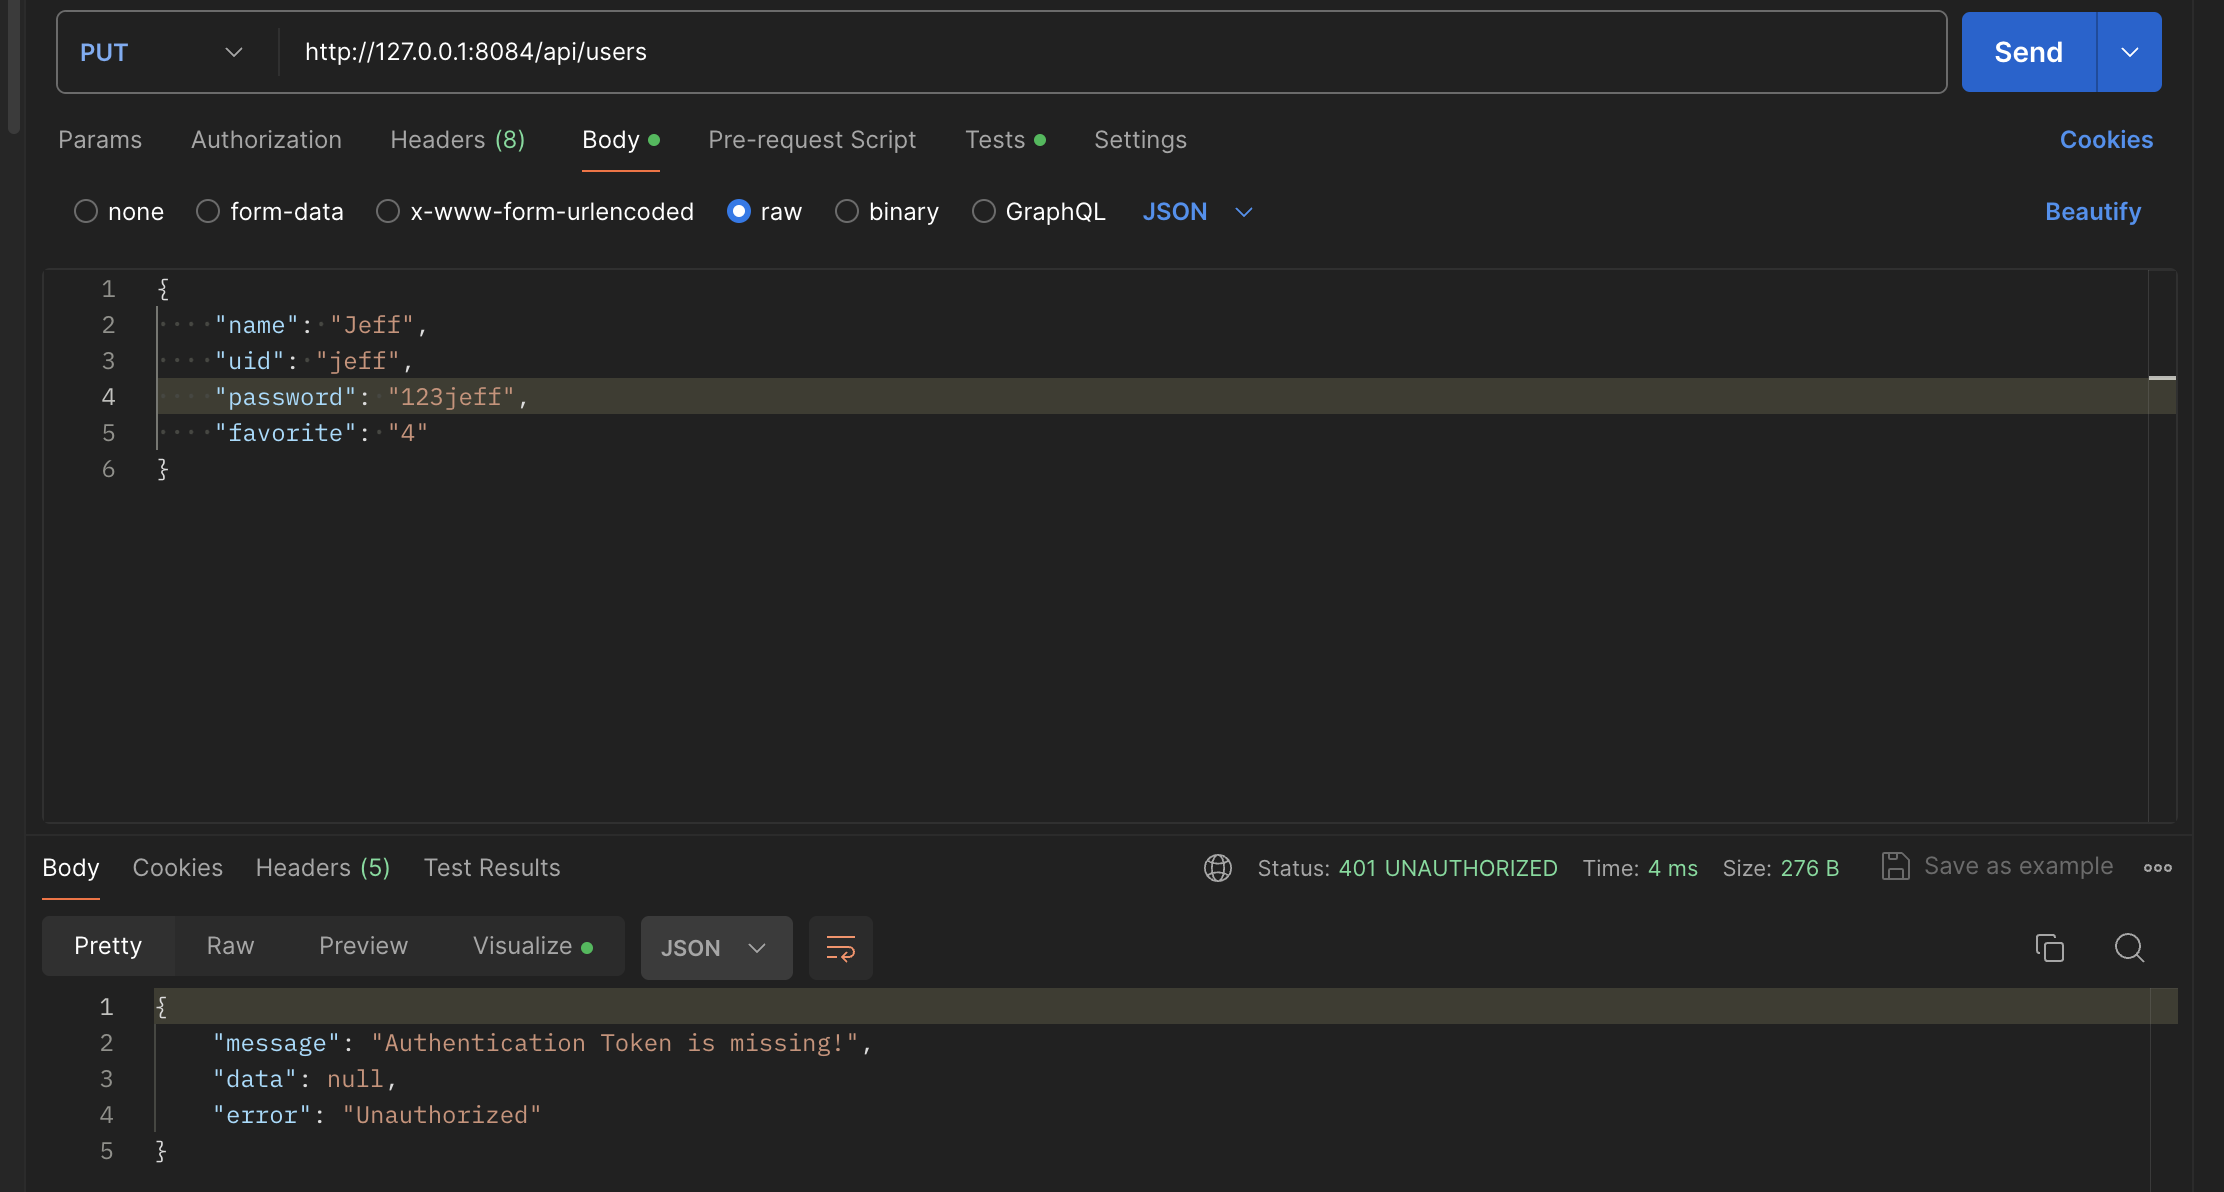 PUT http://127.0.0.1:8084/api/users Send
Params Authorization Headers (8) Body Pre-request Script Tests Settings Cookies
none form-data x-www-form-urlencoded raw binary GraphQL JSON Beautify
1 {
2 "name": "Jeff",
3 "uid": "jeff",
4 "password": "123jeff",
5 "favorite": "4"
6 }
Body Cookies Headers (5) Test Results Status: 401 UNAUTHORIZED Time: 4 ms Size: 276 B Save as example
Pretty Raw Preview Visualize JSON
1 {
2 "message": "Authentication Token is missing!",
3 "data": null,
4 "error": "Unauthorized"
5 }